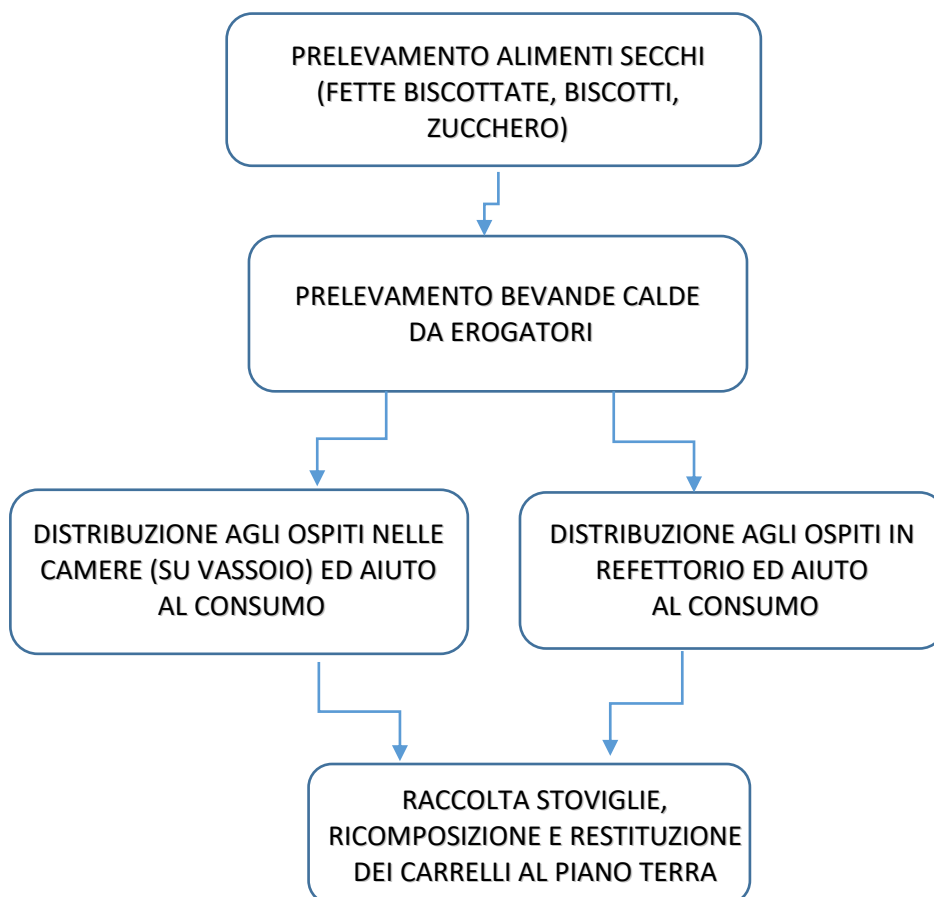 PRELEVAMENTO ALIMENTI SECCHI
(FETTE BISCOTTATE, BISCOTTI,
ZUCCHERO)
PRELEVAMENTO BEVANDE CALDE
DA EROGATORI
DISTRIBUZIONE AGLI OSPITI NELLE
CAMERE (SU VASSOIO) ED AIUTO
AL CONSUMO
DISTRIBUZIONE AGLI OSPITI IN
REFETTORIO ED AIUTO
AL CONSUMO
RACCOLTA STOVIGLIE,
RICOMPOSIZIONE E RESTITUZIONE
DEI CARRELLI AL PIANO TERRA